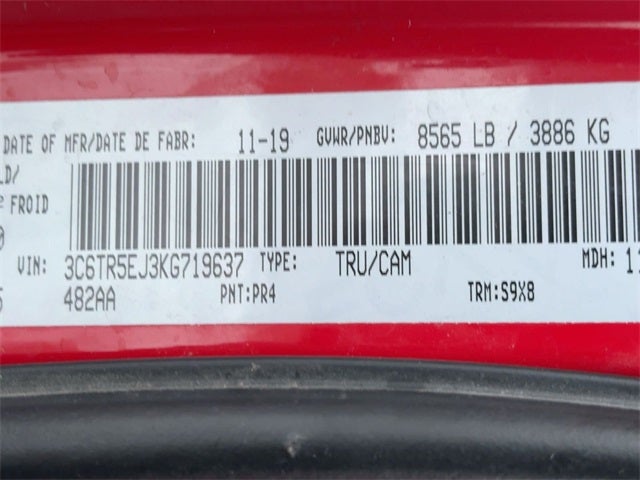 DATE OF MFR/DATE DE FABR: 11-19 GVWR/PNBV: 8565 LB / 3886 KG
FROID
VIN: 3C6TR5EJ3KG719637 TYPE: TRU/CAM MDH: 11
482AA PNT:PR4 TRM:S9X8